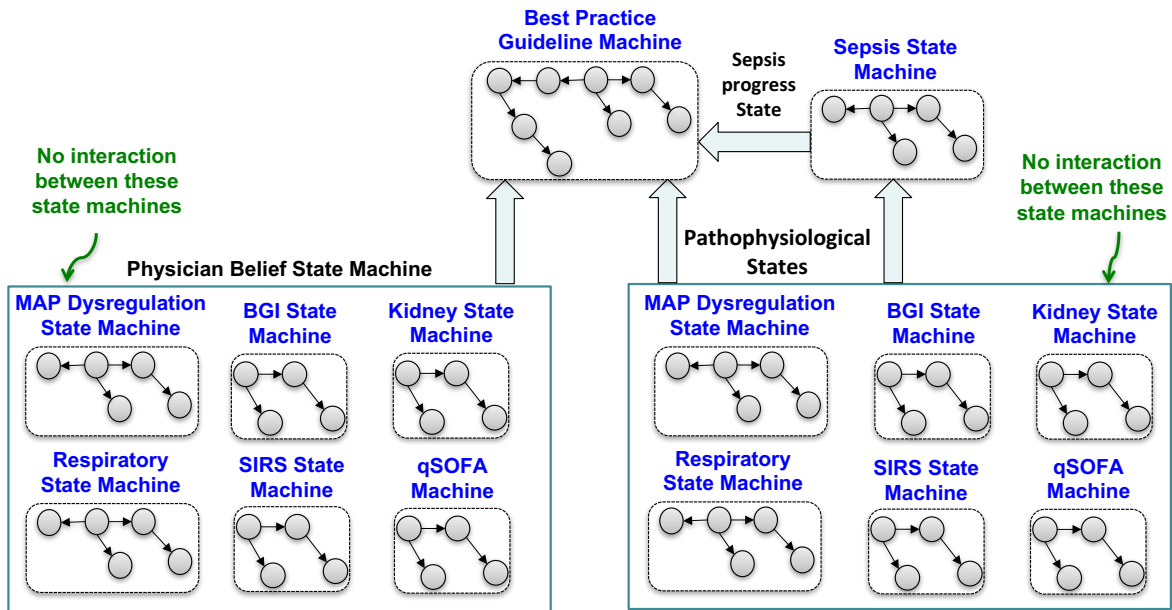 Best Practice
Guideline Machine
Sepsis
progress
State
Sepsis State
Machine
No interaction
between these
state machines
No interaction
between these
state machines
Physician Belief State Machine
Pathophysiological
States
MAP Dysregulation
State Machine
BGI State
Machine
Kidney State
Machine
Respiratory
State Machine
SIRS State
Machine
qSOFA
Machine
MAP Dysregulation
State Machine
BGI State
Machine
Kidney State
Machine
Respiratory
State Machine
SIRS State
Machine
qSOFA
Machine